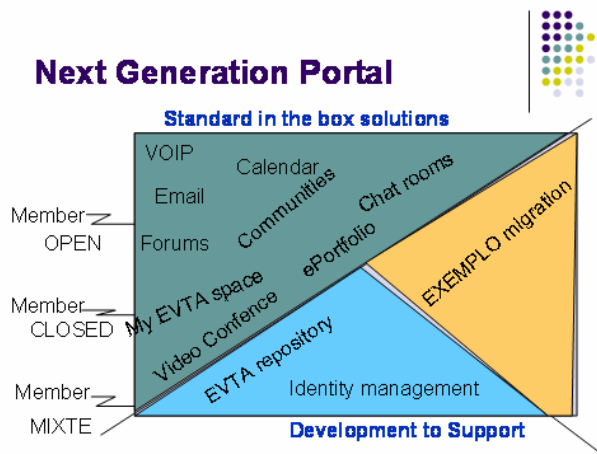 Next Generation Portal
Standard in the box solutions
VOIP
Calendar
Email
Communities
Chat rooms
Member
OPEN
Forums
ePortfolio
EXEMPLO migration
My EVTA space
Member
CLOSED
Video Confence
EVTA repository
Identity management
Member
MIXTE
Development to Support